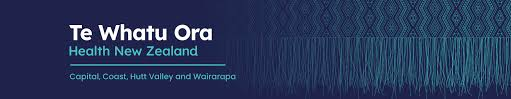 Te Whatu Ora
Health New Zealand
Capital, Coast, Hutt Valley and Wairarapa